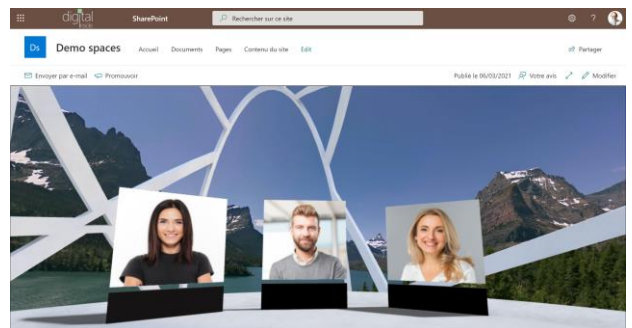 digital
inside
SharePoint
Rechercher sur ce site
?
Ds
Demo spaces
Accueil
Documents
Pages
Contenu du site
Edit
Partager
Envoyer par e-mail
Promouvoir
Publié le 06/03/2021
Votre avis
Modifier